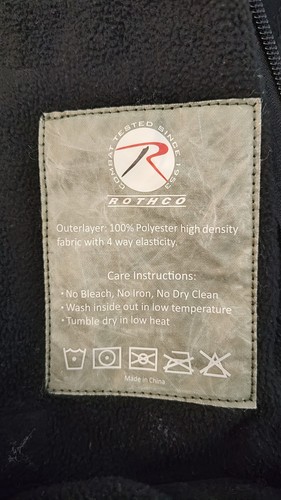 COMBAT TESTED SINCE 1953
R
ROTHCO
Outerlayer: 100% Polyester high density
fabric with 4 way elasticity.
Care instructions:
• No Bleach, No Iron, No Dry Clean
• Wash inside out in low temperature
• Tumble dry in low heat
Made in China